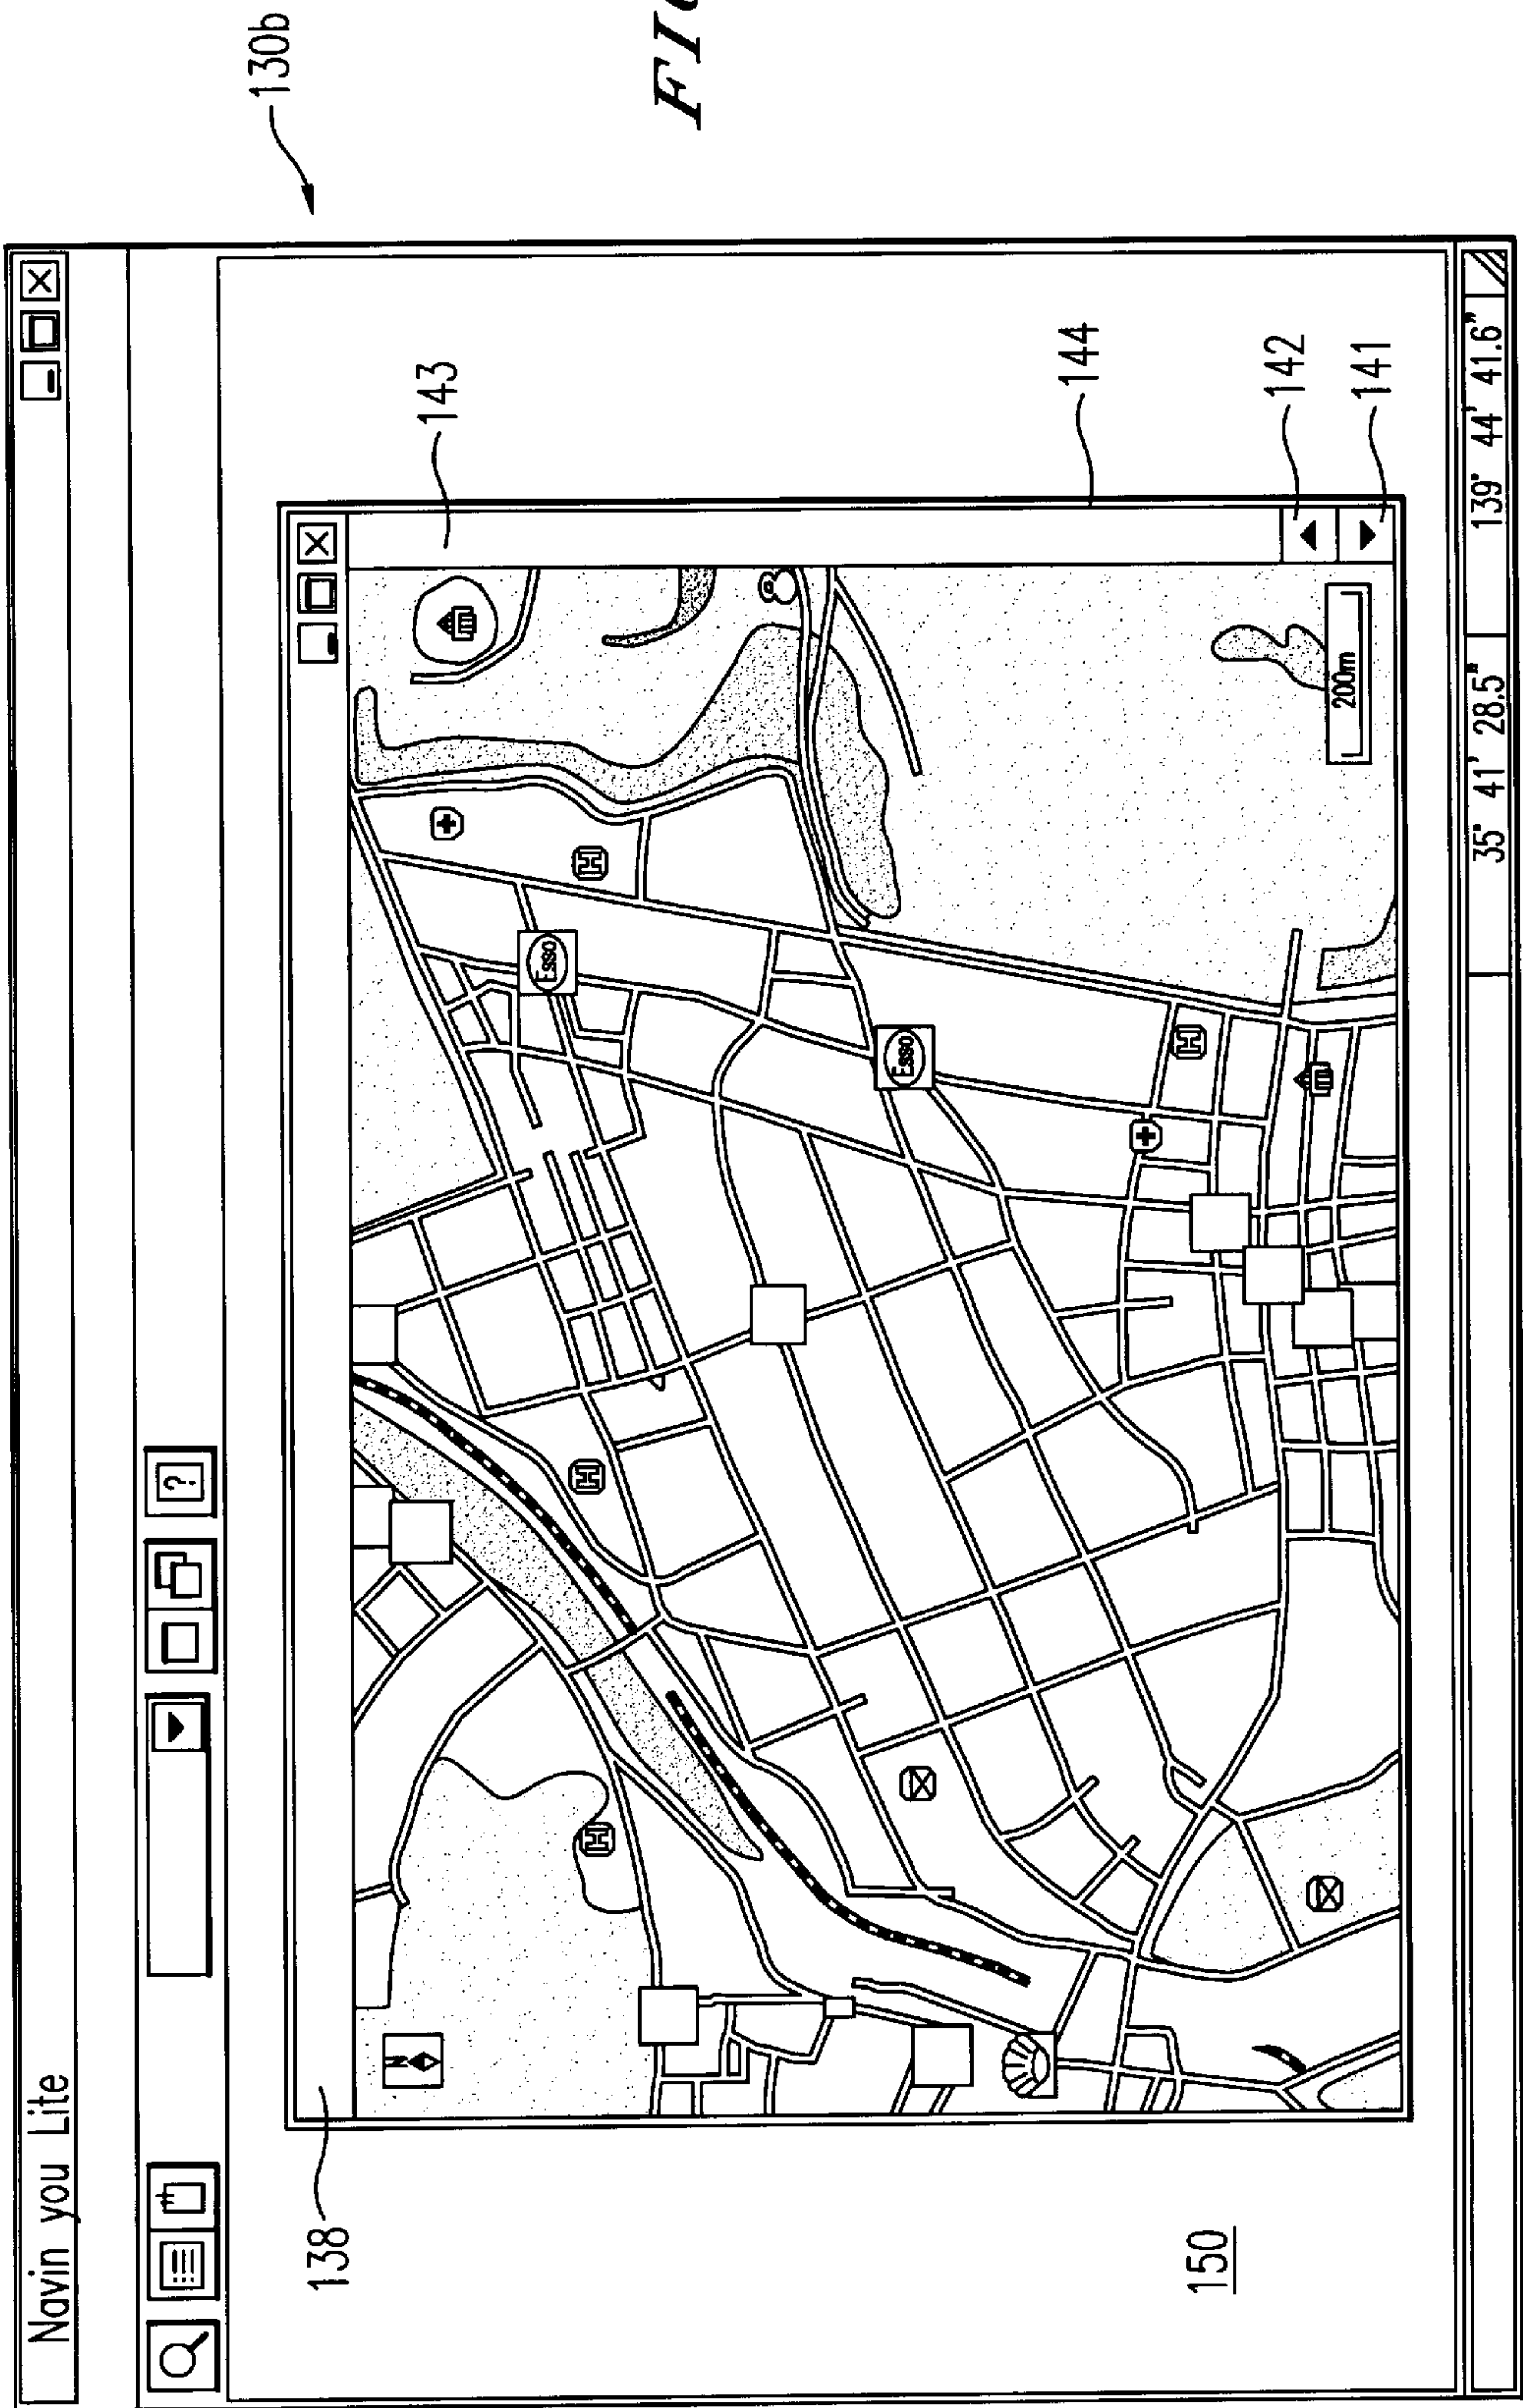 Navin you Lite
?
130b
FIG
138
143
N
H
H
H
H
Esso
Esso
144
142
141
200m
150
35° 41' 28.5" 139° 44' 41.6"